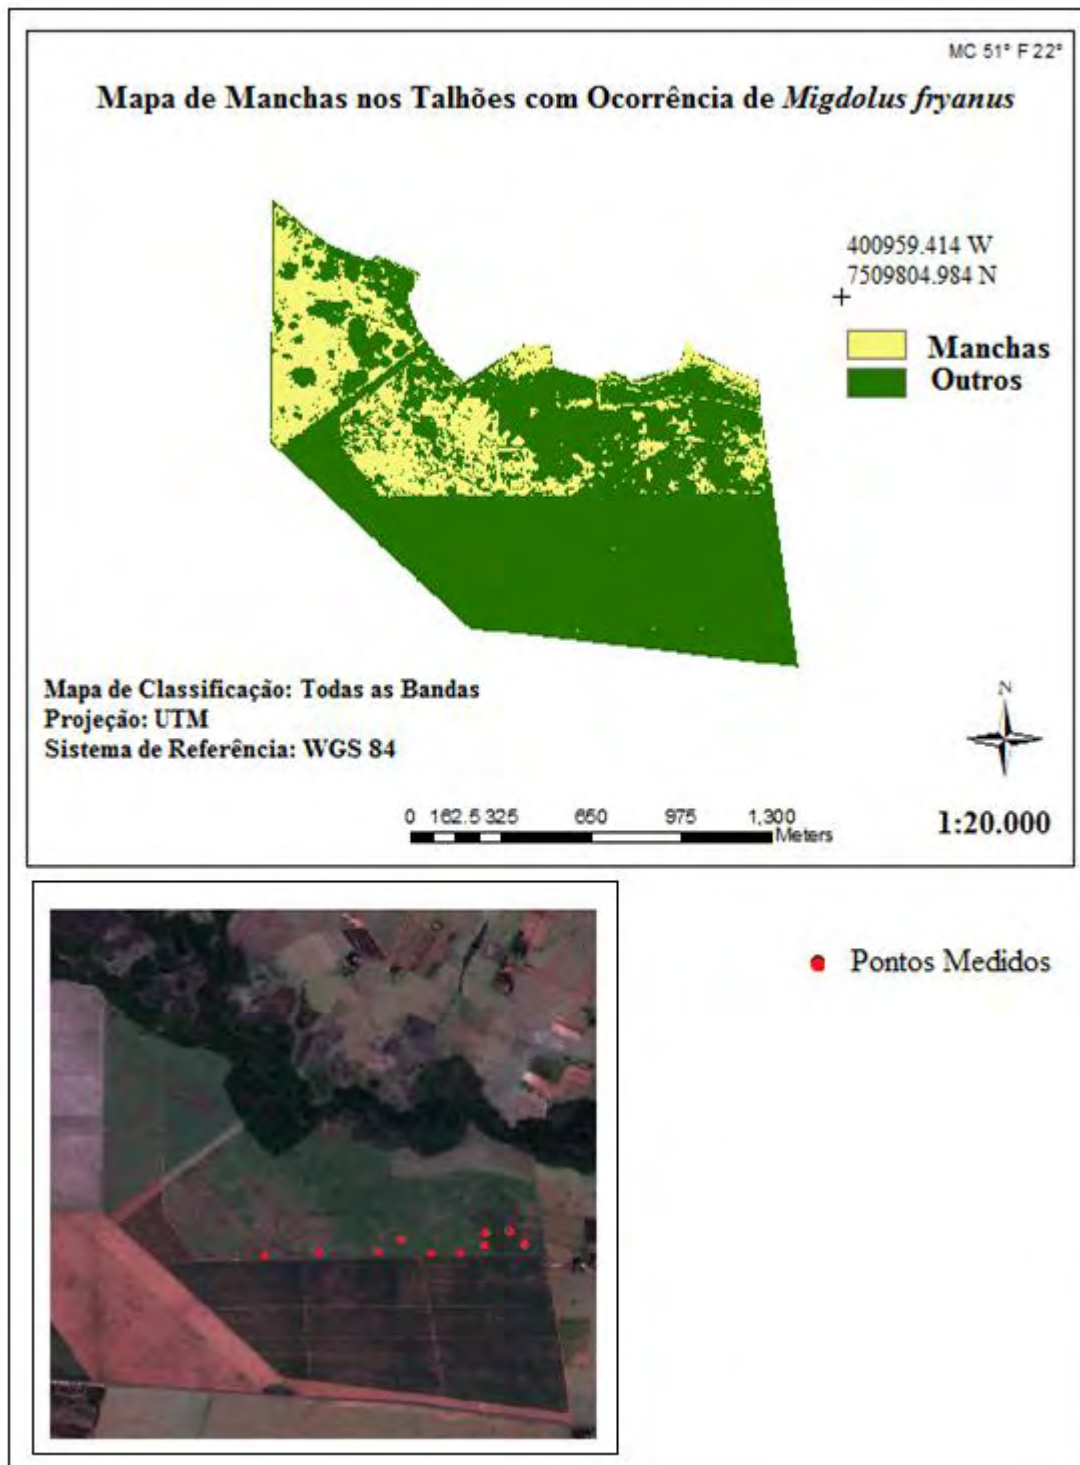 MC 51° F 22°
Mapa de Manchas nos Talhões com Ocorrência de Migdolus fryanus
400959.414 W
7509804.984 N
Manchas
Outros
Mapa de Classificação: Todas as Bandas
Projeção: UTM
Sistema de Referência: WGS 84
N
0 162.5 325 650 975 1,300
Meters
1:20.000
Pontos Medidos